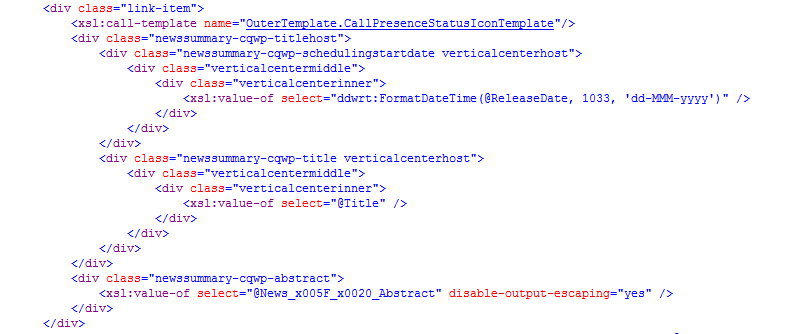 <div class="link-item">
<xsl:call-template name="OuterTemplate.CallPresenceStatusIconTemplate"/>
<div class="newssummary-cqwp-titlehost">
<div class="newssummary-cqwp-schedulingstartdate verticalcenterhost">
<div class="verticalcentermiddle">
<div class="verticalcenterinner">
<xsl:value-of select="ddwrt:FormatDateTime(@ReleaseDate, 1033, 'dd-MMM-yyyy')" />
</div>
</div>
</div>
<div class="newssummary-cqwp-title verticalcenterhost">
<div class="verticalcentermiddle">
<div class="verticalcenterinner">
<xsl:value-of select="@Title" />
</div>
</div>
</div>
</div>
<div class="newssummary-cqwp-abstract">
<xsl:value-of select="@News_x005F_x0020_Abstract" disable-output-escaping="yes" />
</div>
</div>